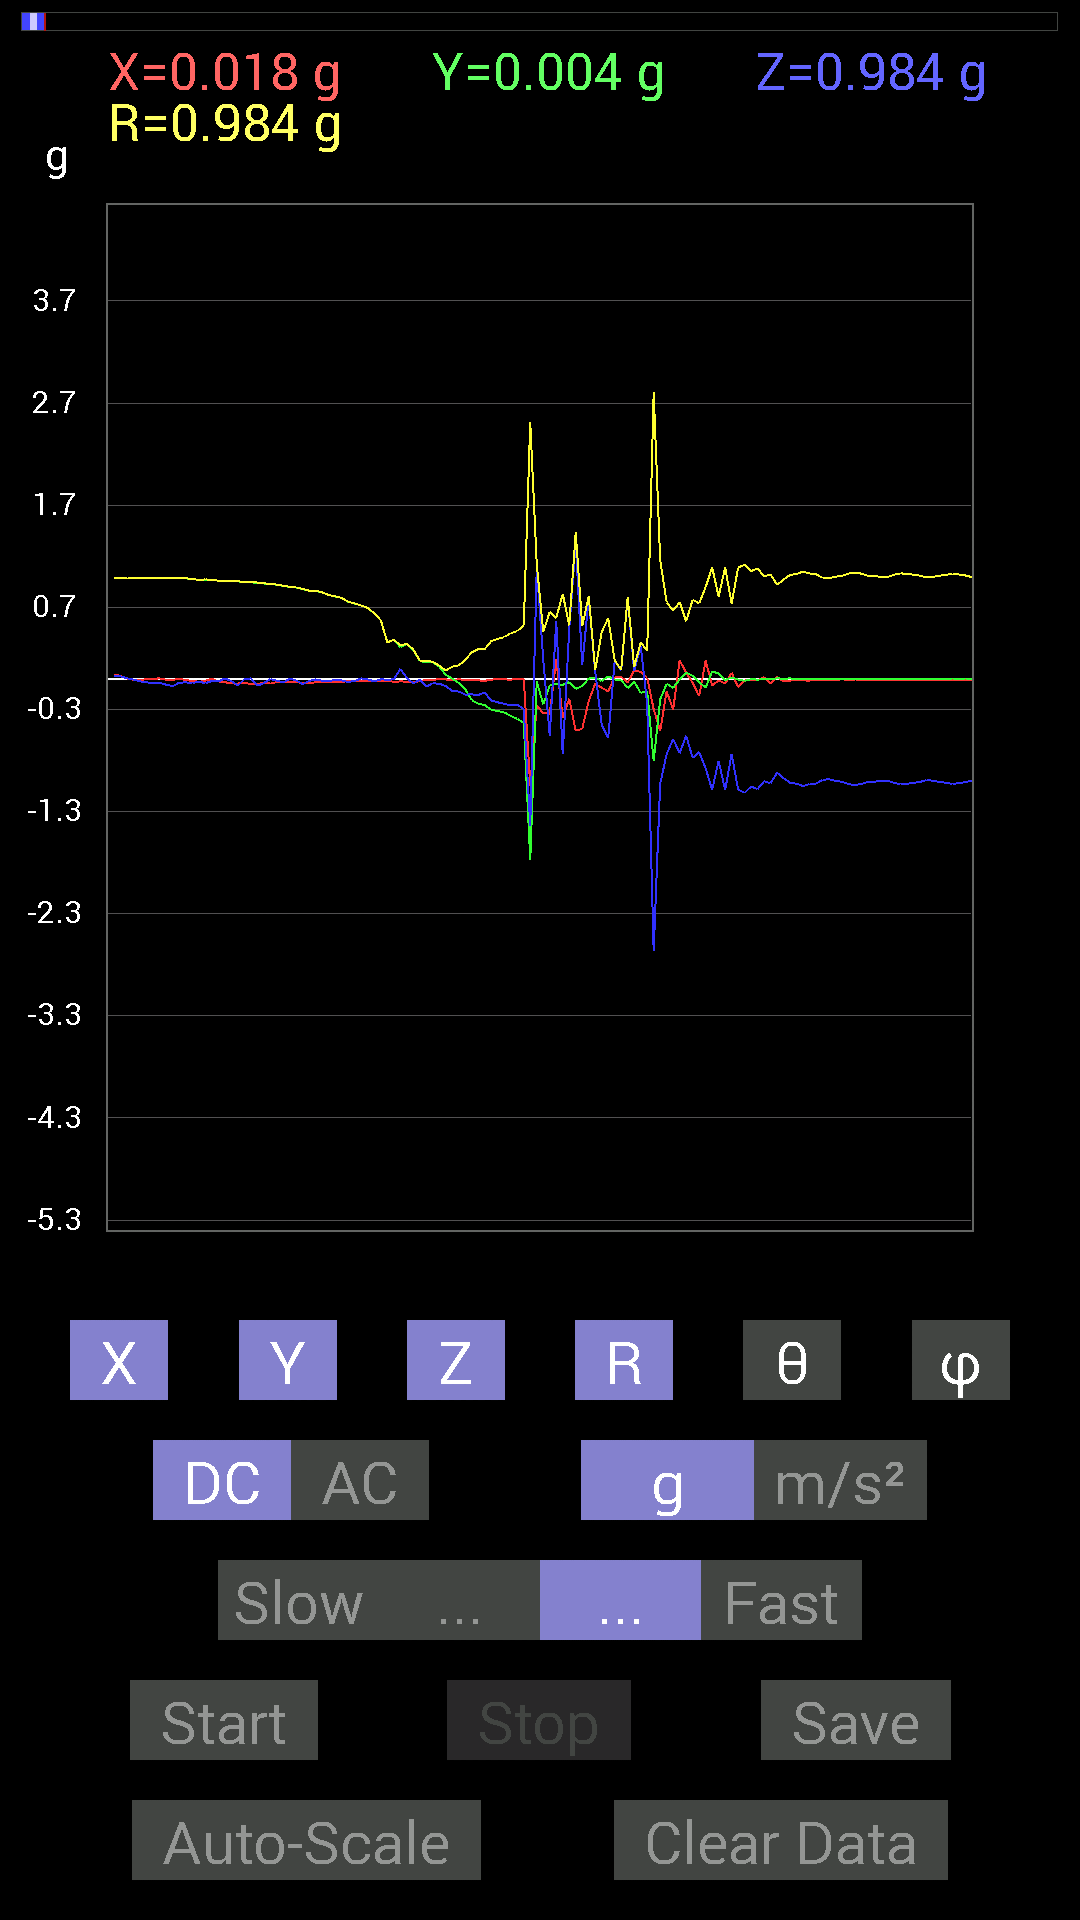 X=0.018 g Y=0.004 g Z=0.984 g
R=0.984 g
g
3.7
2.7
1.7
0.7
-0.3
-1.3
-2.3
-3.3
-4.3
-5.3
X Y Z R θ φ
DC AC g m/s²
Slow ... ... Fast
Start Stop Save
Auto-Scale Clear Data